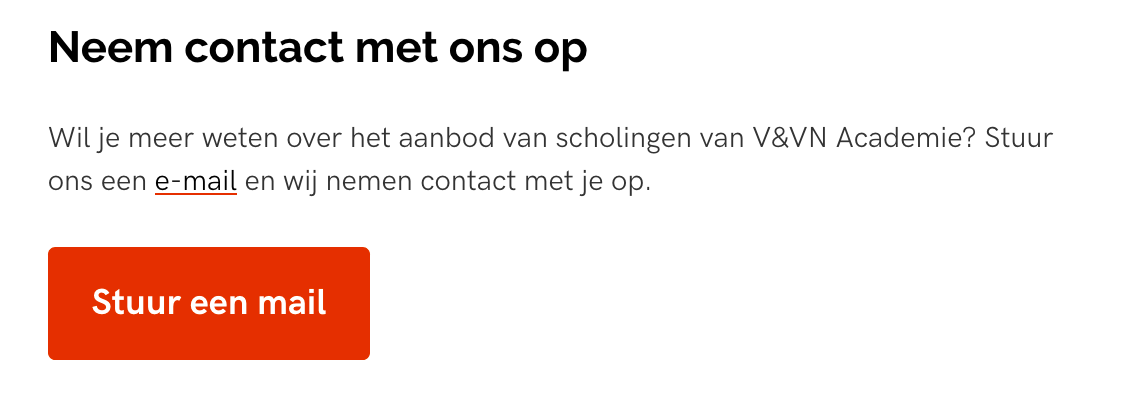 Neem contact met ons op
Wil je meer weten over het aanbod van scholingen van V&VN Academie? Stuur
ons een e-mail en wij nemen contact met je op.
Stuur een mail